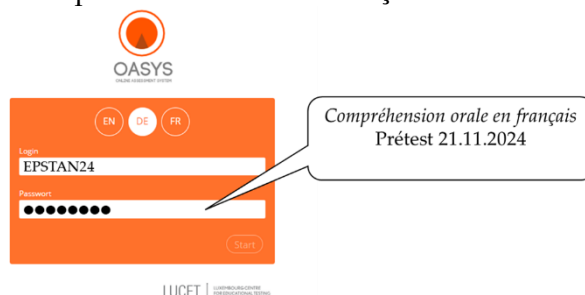 OASYS
ONLINE ASSESSMENT SYSTEM
EN DE FR
Login
EPSTAN24
Passwort
●●●●●●●●
Start
Compréhension orale en français
Prétest 21.11.2024
LUCET
LUXEMBOURG CENTRE
FOR EDUCATIONAL TESTING